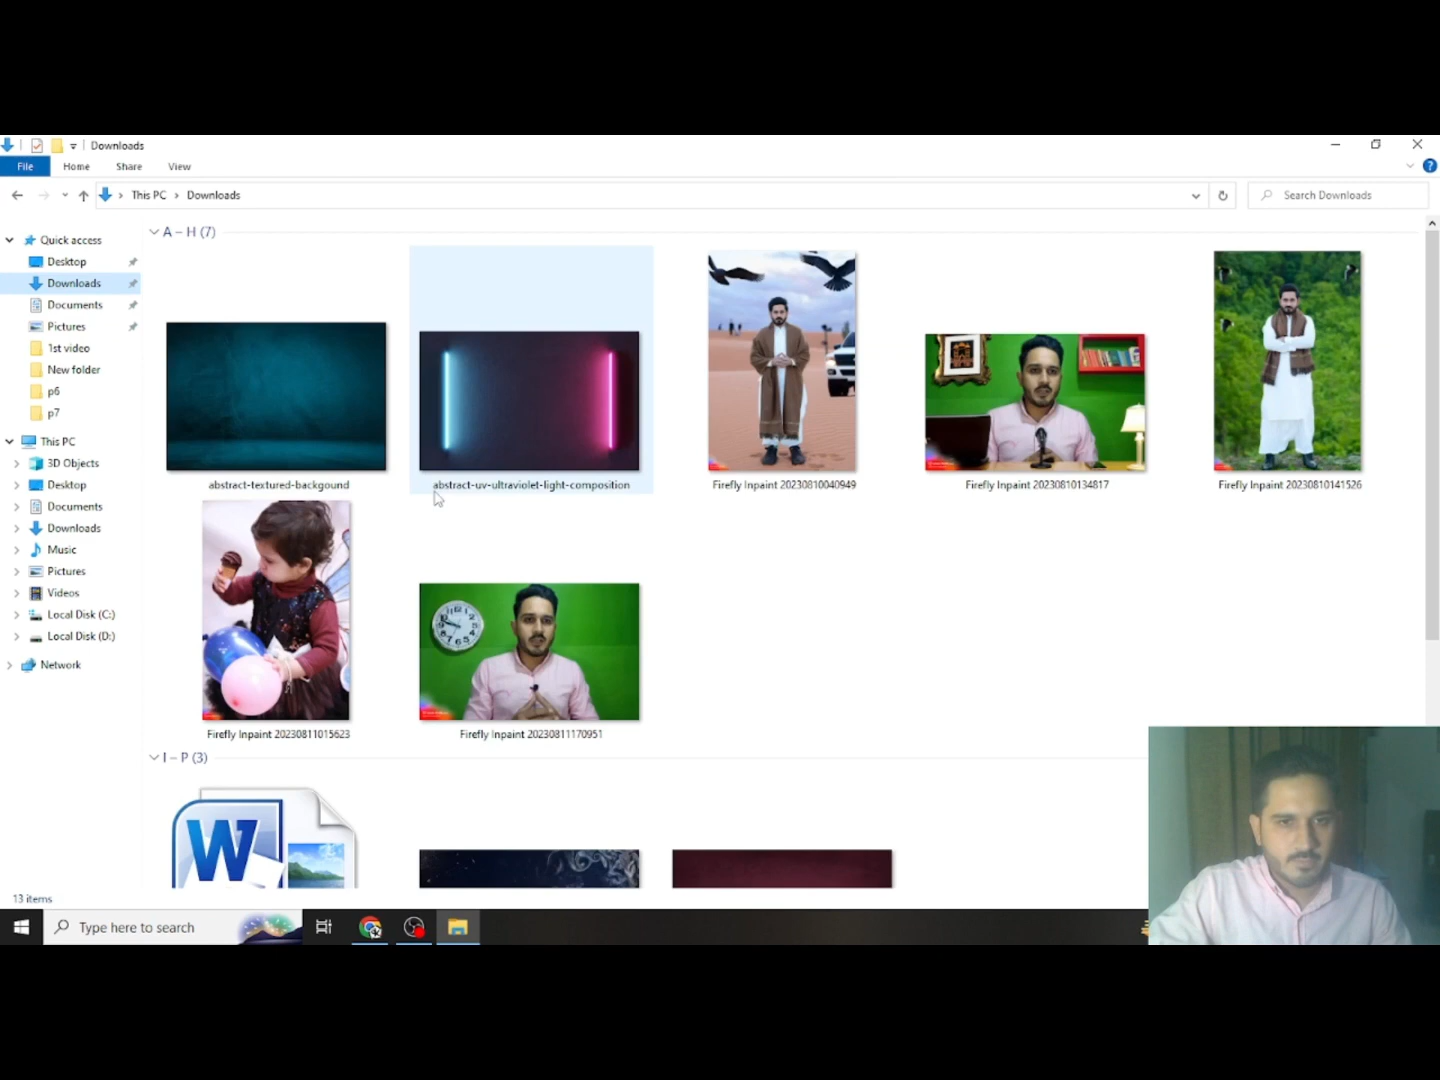 Downloads
File Home Share View
This PC Downloads
Search Downloads
Quick access
Desktop
Downloads
Documents
Pictures
1st video
New folder
p6
p7
This PC
3D Objects
Desktop
Documents
Downloads
Music
Pictures
Videos
Local Disk (C:)
Local Disk (D:)
Network
A – H (7)
abstract-textured-backgound
abstract-uv-ultraviolet-light-composition
Firefly Inpaint 20230810040949
Firefly Inpaint 20230810134817
Firefly Inpaint 20230810141526
Firefly Inpaint 20230811015623
Firefly Inpaint 20230811170951
I – P (3)
W
13 items
Type here to search